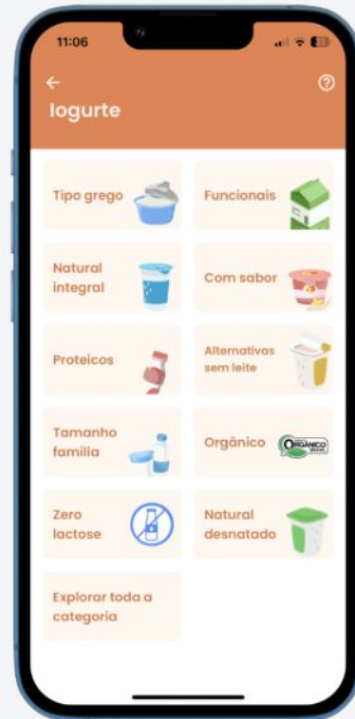 11:06
Iogurte
Tipo grego
Funcionais
Natural
integral
Com sabor
Proteicos
Alternativas
sem leite
Tamanho
família
Orgânico
ORGÂNICO
Zero
lactose
Natural
desnatado
Explorar toda a
categoria